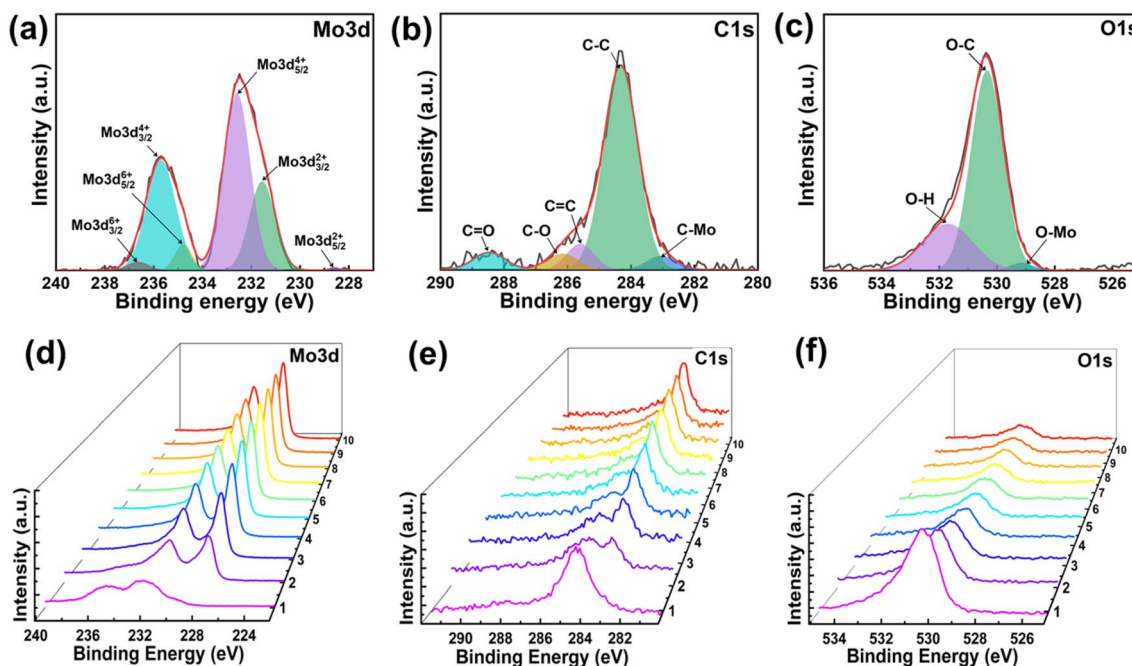 (a)
Mo3d
Intensity (a.u.)
Mo3d⁴⁺₅/₂
Mo3d⁴⁺₃/₂
Mo3d⁶⁺₅/₂
Mo3d⁶⁺₃/₂
Mo3d²⁺₃/₂
Mo3d²⁺₅/₂
240 238 236 234 232 230 228
Binding energy (eV)
(b)
C1s
Intensity (a.u.)
C-C
C=C
C-O
C=O
C-Mo
290 288 286 284 282 280
Binding energy (eV)
(c)
O1s
Intensity (a.u.)
O-C
O-H
O-Mo
536 534 532 530 528 526
Binding energy (eV)
(d)
Mo3d
Intensity (a.u.)
1 2 3 4 5 6 7 8 9 10
240 236 232 228 224
Binding Energy (eV)
(e)
C1s
Intensity (a.u.)
1 2 3 4 5 6 7 8 9 10
290 288 286 284 282
Binding Energy (eV)
(f)
O1s
Intensity (a.u.)
1 2 3 4 5 6 7 8 9 10
534 532 530 528 526
Binding Energy (eV)